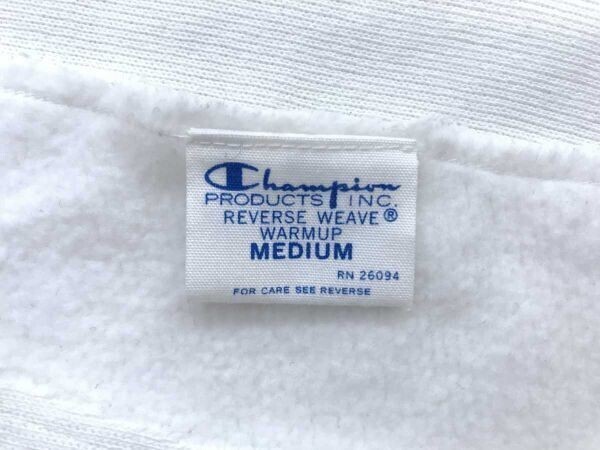 Champion
PRODUCTS INC.
REVERSE WEAVE®
WARMUP
MEDIUM
RN 26094
FOR CARE SEE REVERSE